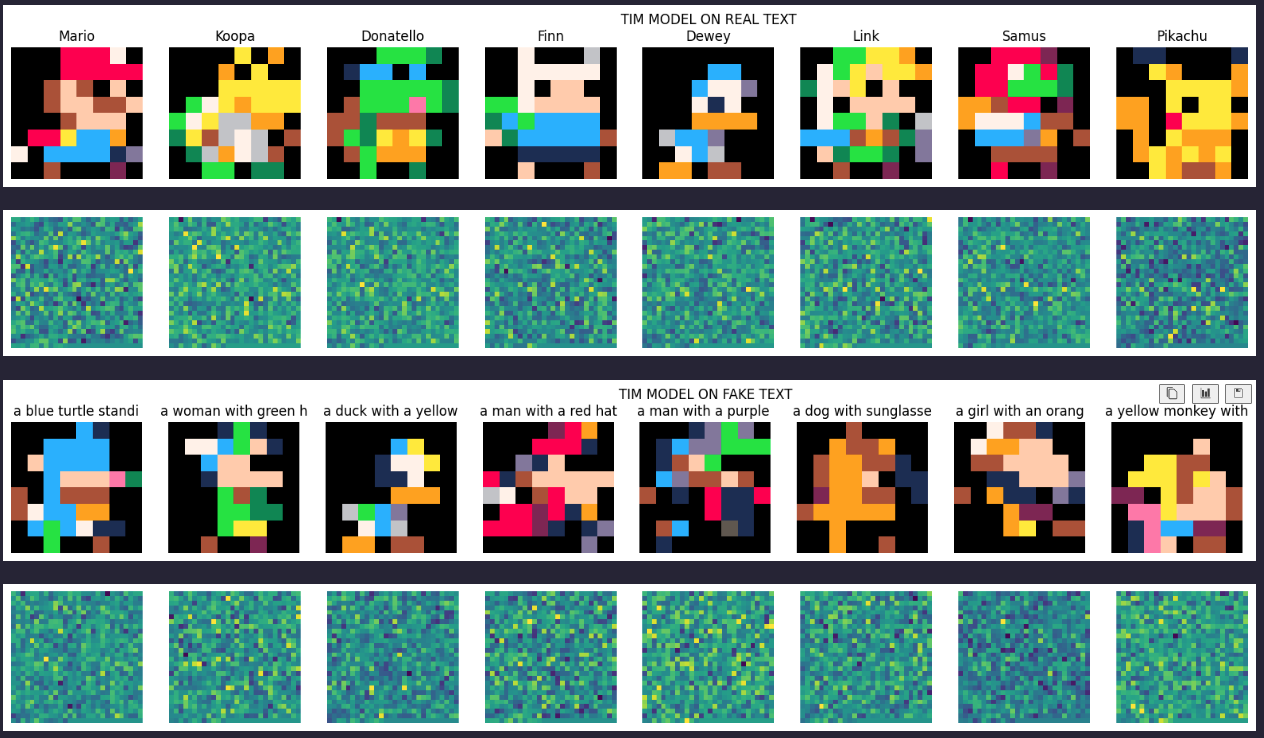 TIM MODEL ON REAL TEXT
Mario Koopa Donatello Finn Dewey Link Samus Pikachu
TIM MODEL ON FAKE TEXT
a blue turtle standi a woman with green h a duck with a yellow a man with a red hat a man with a purple a dog with sunglasse a girl with an orang a yellow monkey with